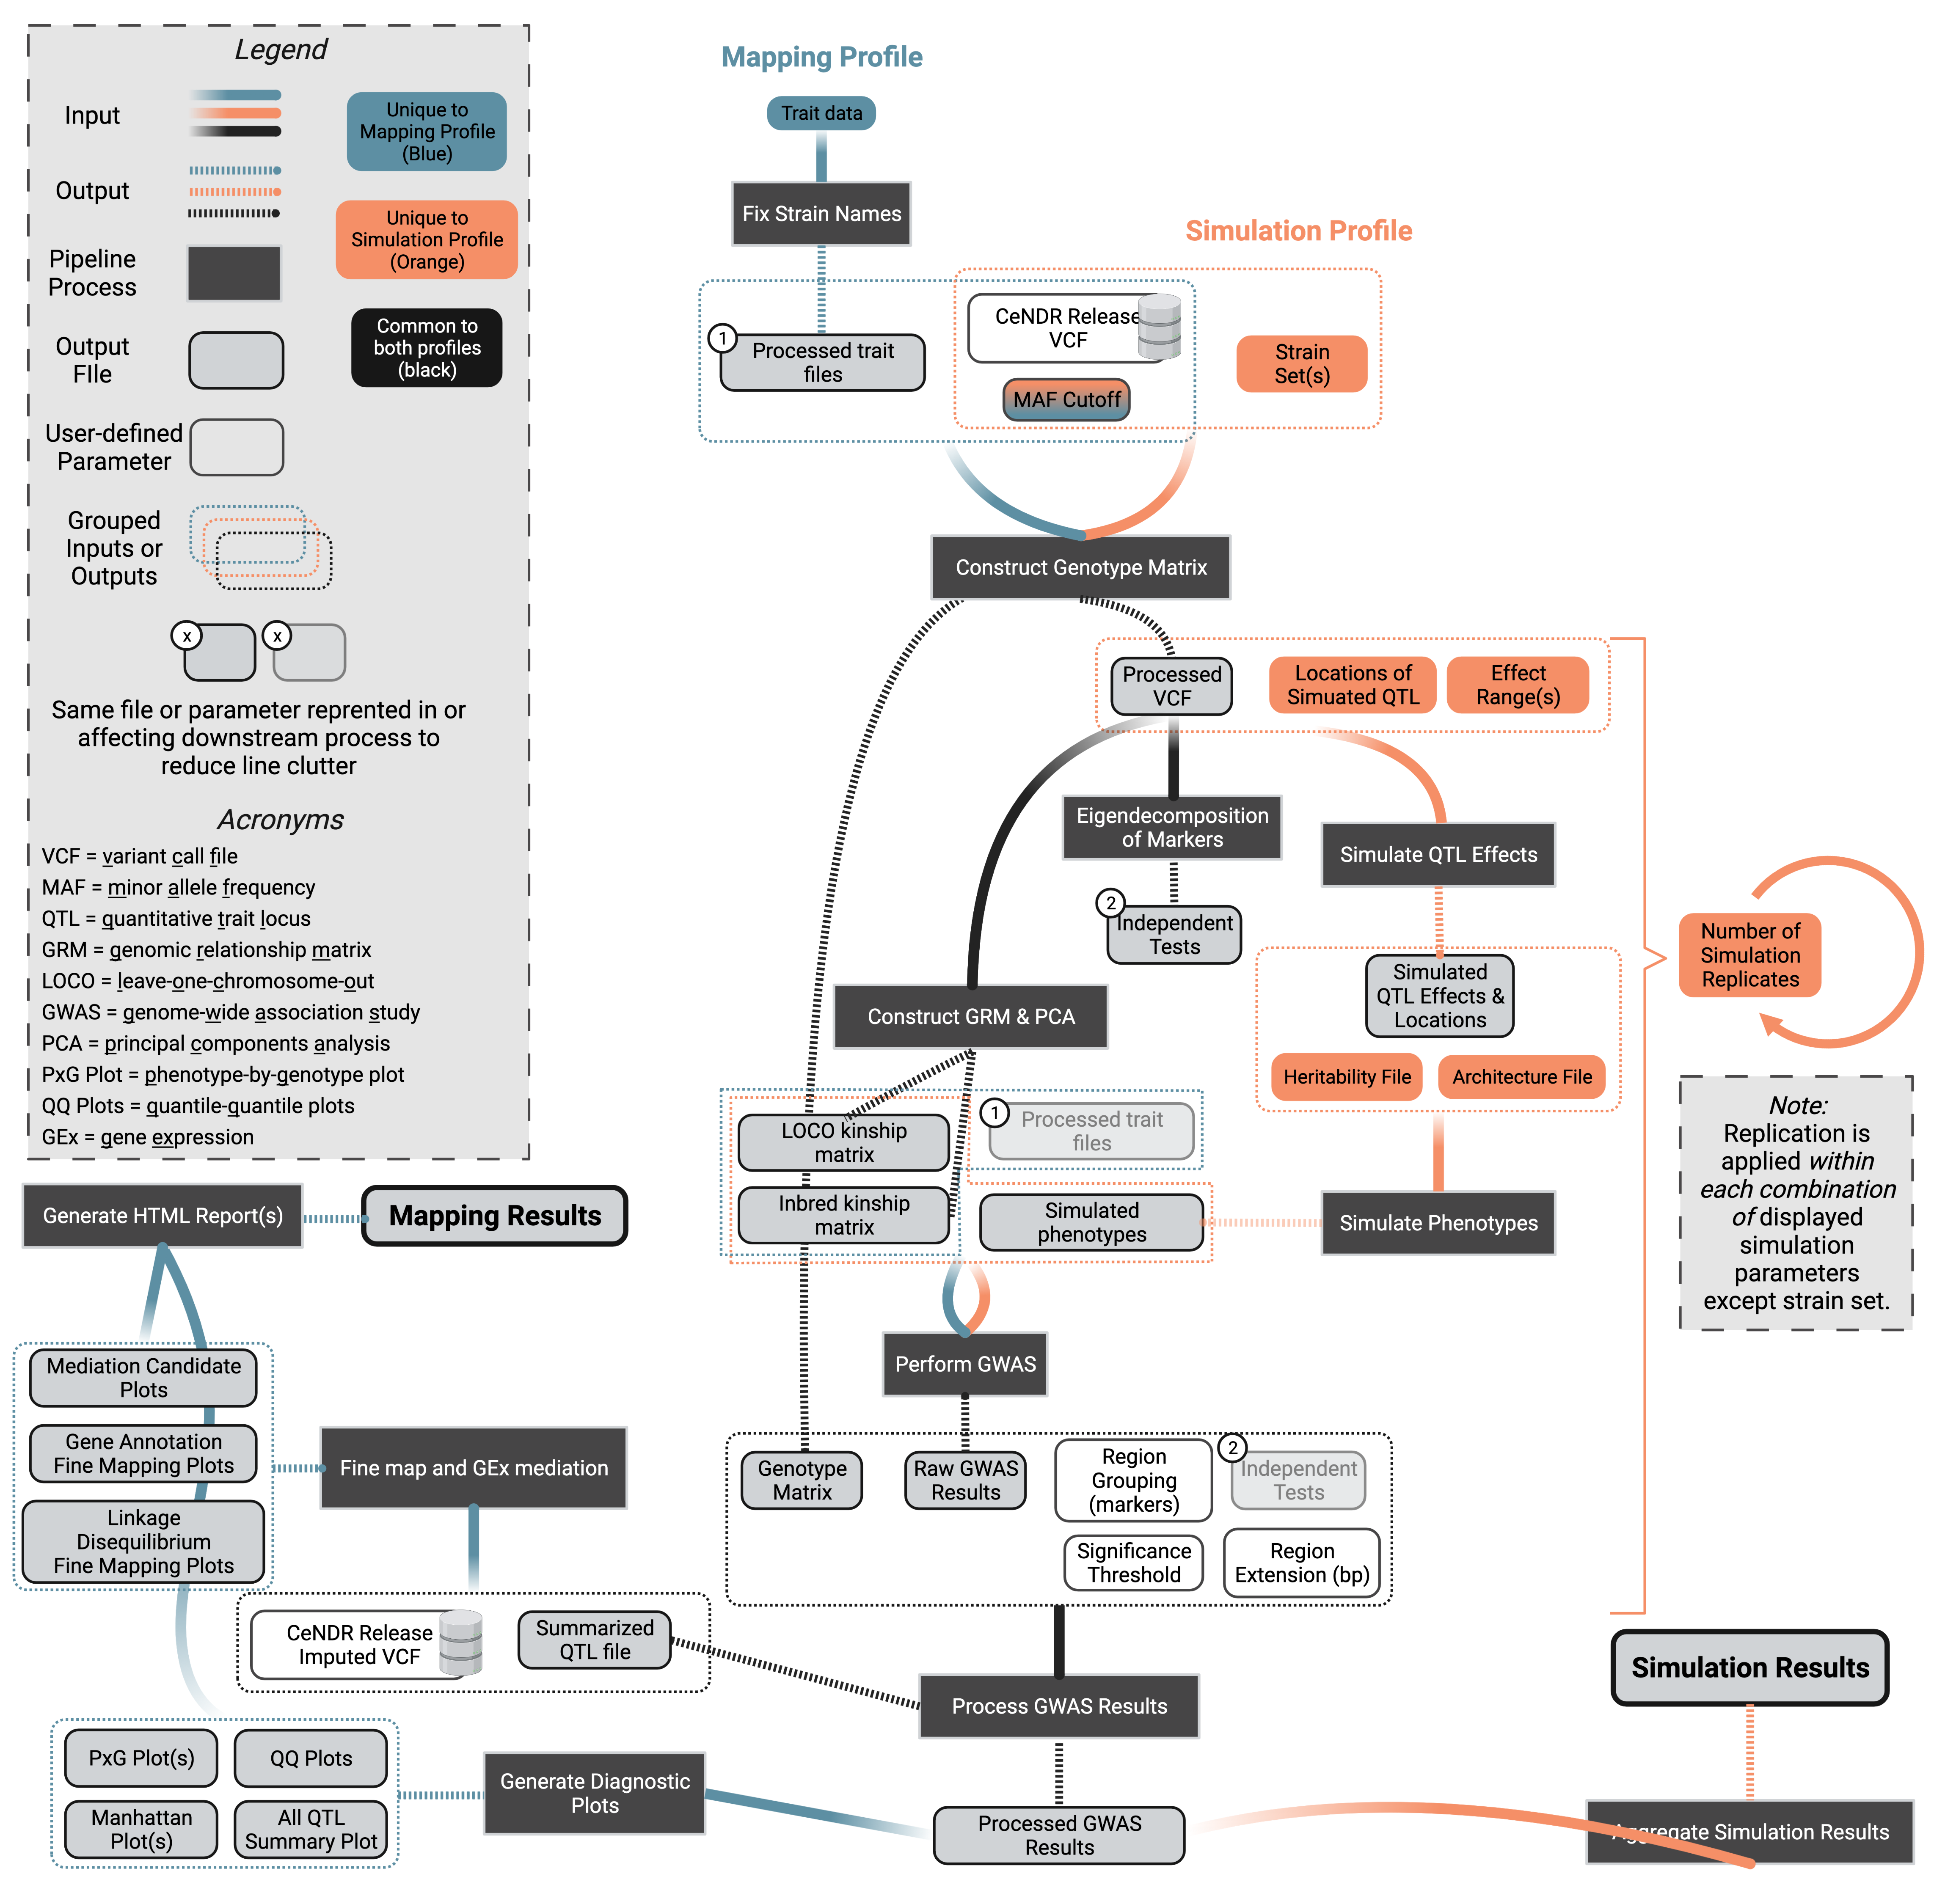 Legend
Input
Unique to
Mapping Profile
(Blue)
Output
Unique to
Simulation Profile
(Orange)
Pipeline
Process
Common to
both profiles
(black)
Output
FIle
User-defined
Parameter
Grouped
Inputs or
Outputs
x
x
Same file or parameter reprented in or
affecting downstream process to
reduce line clutter
Acronyms
VCF = variant call file
MAF = minor allele frequency
QTL = quantitative trait locus
GRM = genomic relationship matrix
LOCO = leave-one-chromosome-out
GWAS = genome-wide association study
PCA = principal components analysis
PxG Plot = phenotype-by-genotype plot
QQ Plots = quantile-quantile plots
GEx = gene expression
Mapping Profile
Trait data
Fix Strain Names
Simulation Profile
1
Processed trait
files
CeNDR Release
VCF
MAF Cutoff
Strain
Set(s)
Construct Genotype Matrix
Processed
VCF
Locations of
Simuated QTL
Effect
Range(s)
Eigendecomposition
of Markers
Simulate QTL Effects
2
Independent
Tests
Simulated
QTL Effects &
Locations
Heritability File
Architecture File
Number of
Simulation
Replicates
Note:
Replication is
applied within
each combination
of displayed
simulation
parameters
except strain set.
Construct GRM & PCA
LOCO kinship
matrix
1
Processed trait
files
Inbred kinship
matrix
Simulated
phenotypes
Simulate Phenotypes
Perform GWAS
Genotype
Matrix
Raw GWAS
Results
Region
Grouping
(markers)
2
Independent
Tests
Significance
Threshold
Region
Extension (bp)
Process GWAS Results
Processed GWAS
Results
Generate HTML Report(s)
Mapping Results
Mediation Candidate
Plots
Gene Annotation
Fine Mapping Plots
Linkage
Disequilibrium
Fine Mapping Plots
Fine map and GEx mediation
CeNDR Release
Imputed VCF
Summarized
QTL file
PxG Plot(s)
QQ Plots
Manhattan
Plot(s)
All QTL
Summary Plot
Generate Diagnostic
Plots
Simulation Results
Aggregate Simulation Results